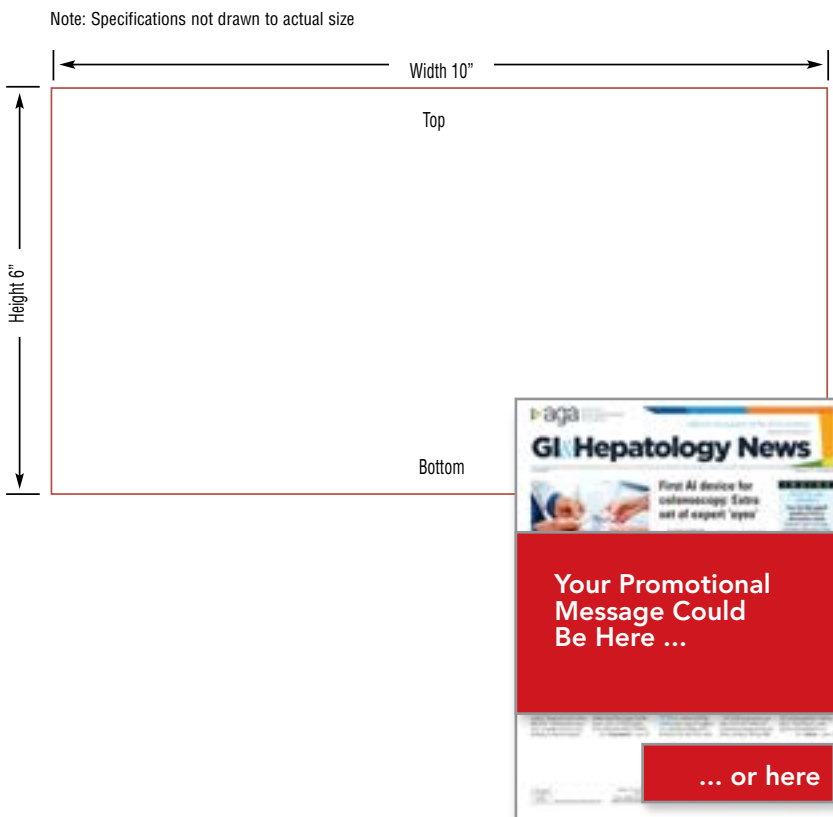 Note: Specifications not drawn to actual size
Width 10”
Top
Height 6”
Bottom
aga
GI Hepatology News
First AI device for
colonoscopy: Extra
set of expert 'eyes'
Your Promotional
Message Could
Be Here ...
... or here